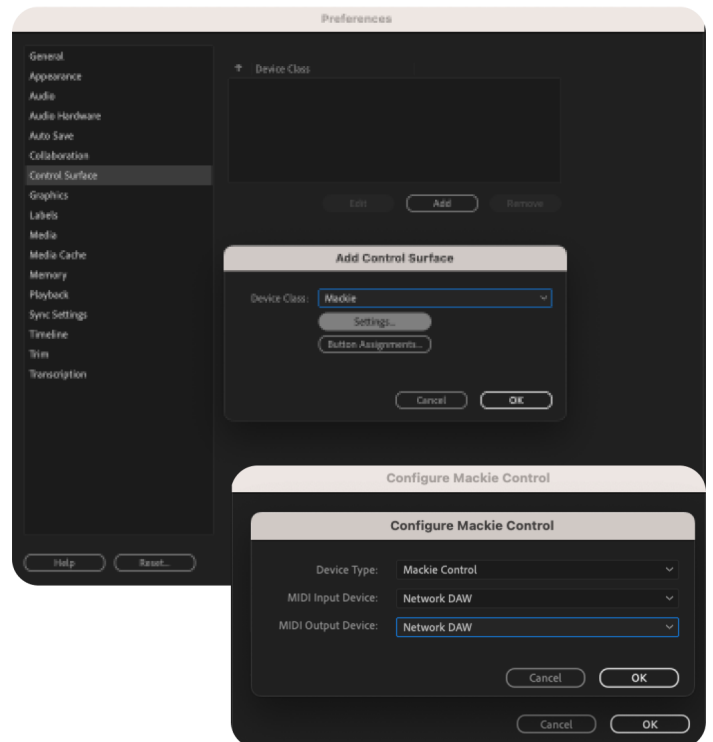 Preferences
General
Appearance
Audio
Audio Hardware
Auto Save
Collaboration
Control Surface
Graphics
Labels
Media
Media Cache
Memory
Playback
Sync Settings
Timeline
Trim
Transcription
Help
Reset...
Device Class
Edit
Add
Remove
Add Control Surface
Device Class: Mackie
Settings...
Button Assignments...
Cancel
OK
Configure Mackie Control
Configure Mackie Control
Device Type: Mackie Control
MIDI Input Device: Network DAW
MIDI Output Device: Network DAW
Cancel
OK
Cancel
OK